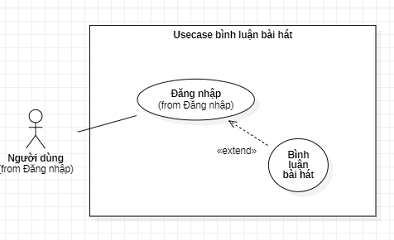 Usecase bình luận bài hát
Đăng nhập
(from Đăng nhập)
«extend»
Bình
luận
bài hát
Người dùng
(from Đăng nhập)